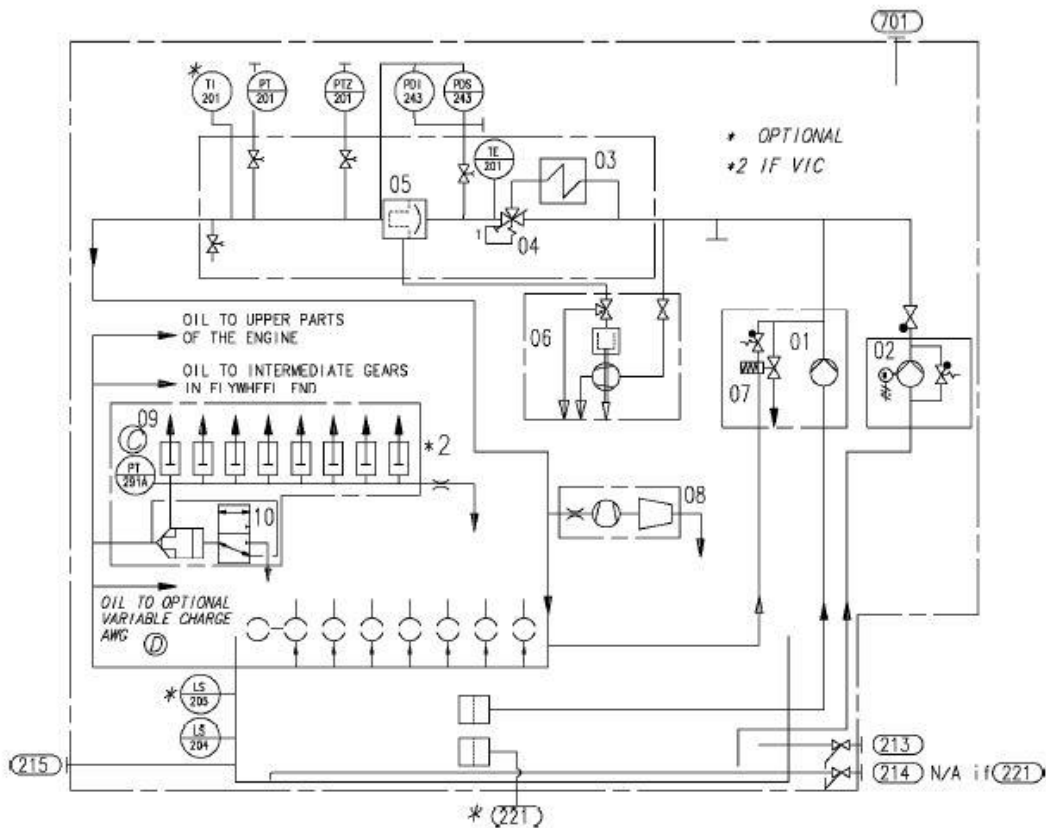 701
*
TI
201
PT
201
PTZ
201
PDI
243
PDS
243
* OPTIONAL
*2 IF VIC
TE
201
03
05
1
04
OIL TO UPPER PARTS
OF THE ENGINE
06
01
02
07
OIL TO INTERMEDIATE GEARS
IN FLYWHEEL END
09
C
*2
PT
291A
10
08
OIL TO OPTIONAL
VARIABLE CHARGE
AWG D
* LS
205
LS
204
215
213
214 N/A if 221
* 221